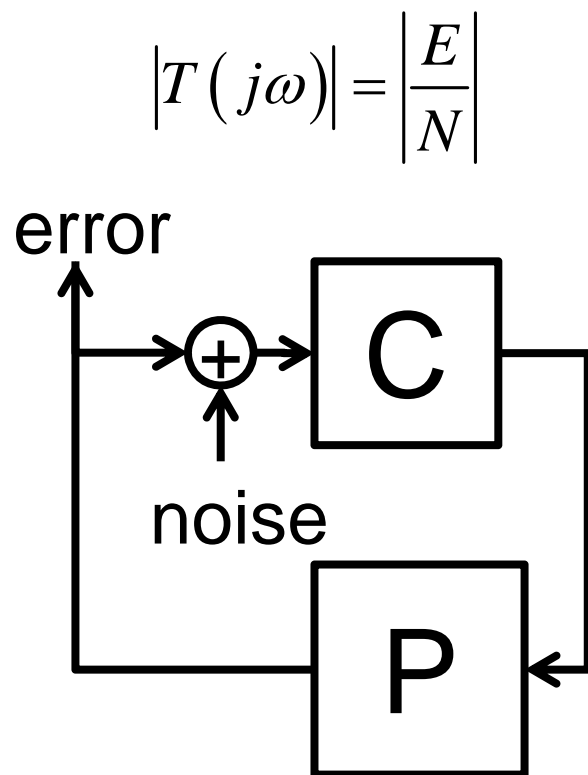 |T(jω)| = |E/N|
error
+
C
noise
P